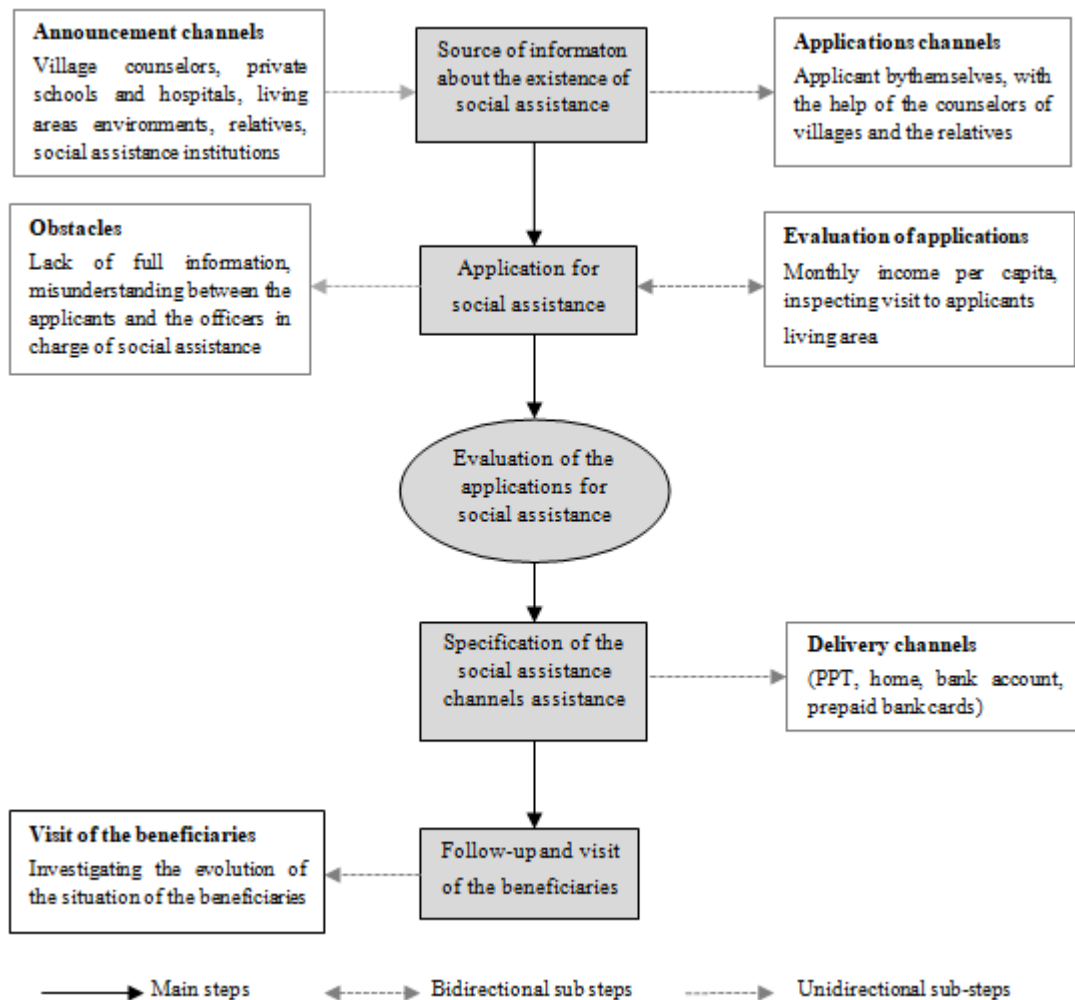 Announcement channels
Village counselors, private
schools and hospitals, living
areas environments, relatives,
social assistance institutions
Source of informaton
about the existence of
social assistance
Applications channels
Applicant bythemselves, with
the help of the counselors of
villages and the relatives
Obstacles
Lack of full information,
misunderstanding between the
applicants and the officers in
charge of social assistance
Application for
social assistance
Evaluation of applications
Monthly income per capita,
inspecting visit to applicants
living area
Evaluation of the
applications for
social assistance
Specification of the
social assistance
channels assistance
Delivery channels
(PPT, home, bank account,
prepaid bank cards)
Visit of the beneficiaries
Investigating the evolution of
the situation of the beneficiaries
Follow-up and visit
of the beneficiaries
Main steps
Bidirectional sub steps
Unidirectional sub-steps